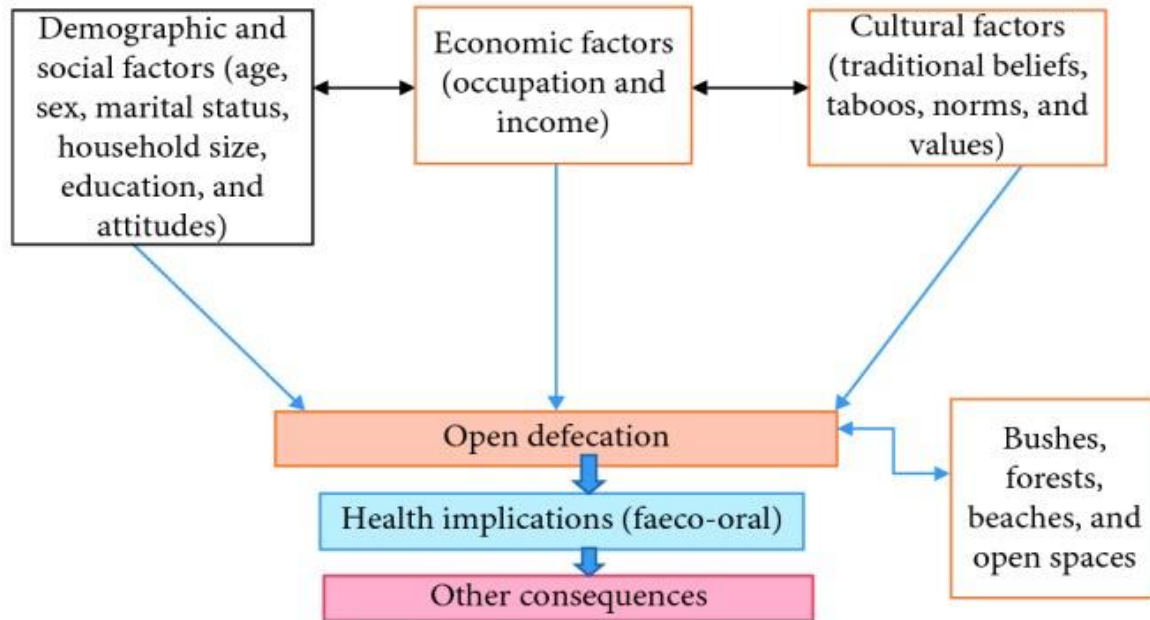 Demographic and
social factors (age,
sex, marital status,
household size,
education, and
attitudes)
Economic factors
(occupation and
income)
Cultural factors
(traditional beliefs,
taboos, norms, and
values)
Open defecation
Health implications (faeco-oral)
Other consequences
Bushes,
forests,
beaches, and
open spaces